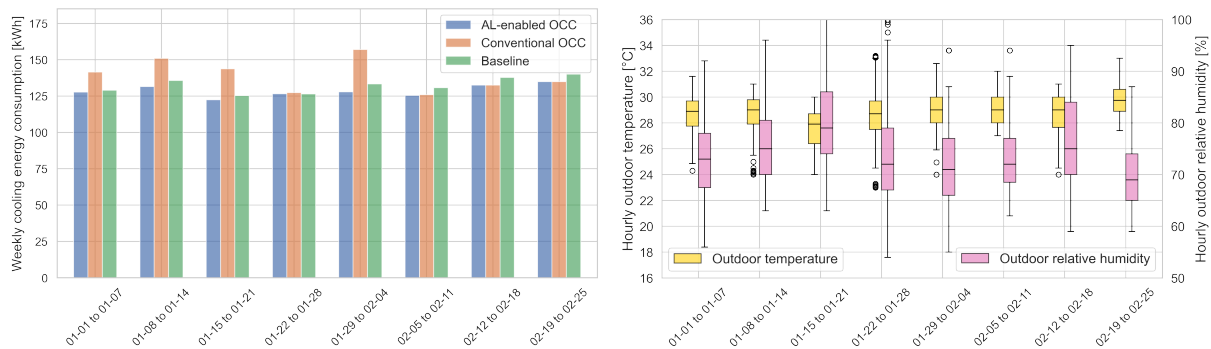 Weekly cooling energy consumption [kWh]
175
150
125
100
75
50
25
0
AL-enabled OCC
Conventional OCC
Baseline
01-01 to 01-07
01-08 to 01-14
01-15 to 01-21
01-22 to 01-28
01-29 to 02-04
02-05 to 02-11
02-12 to 02-18
02-19 to 02-25
Hourly outdoor temperature [°C]
36
34
32
30
28
26
24
22
20
18
16
Outdoor temperature
Outdoor relative humidity
100
90
80
70
60
50
Hourly outdoor relative humidity [%]
01-01 to 01-07
01-08 to 01-14
01-15 to 01-21
01-22 to 01-28
01-29 to 02-04
02-05 to 02-11
02-12 to 02-18
02-19 to 02-25